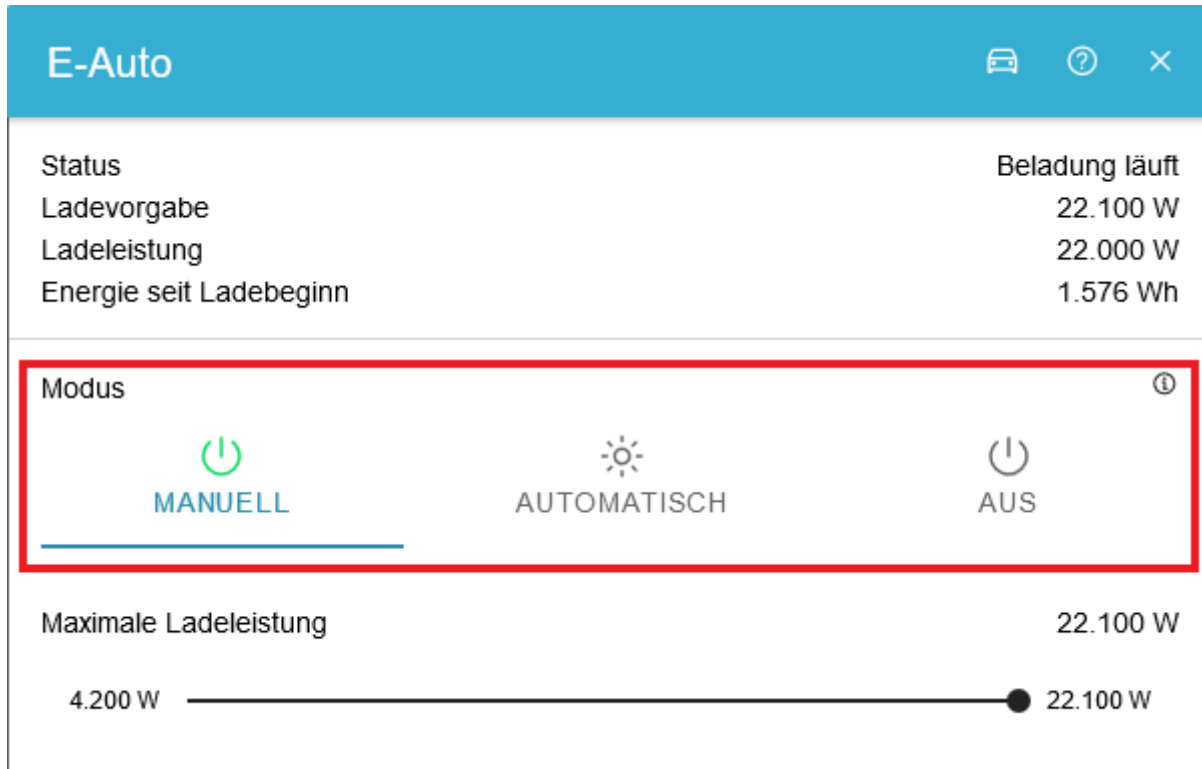 E-Auto
Status Beladung läuft
Ladevorgabe 22.100 W
Ladeleistung 22.000 W
Energie seit Ladebeginn 1.576 Wh
Modus
MANUELL AUTOMATISCH AUS
Maximale Ladeleistung 22.100 W
4.200 W 22.100 W